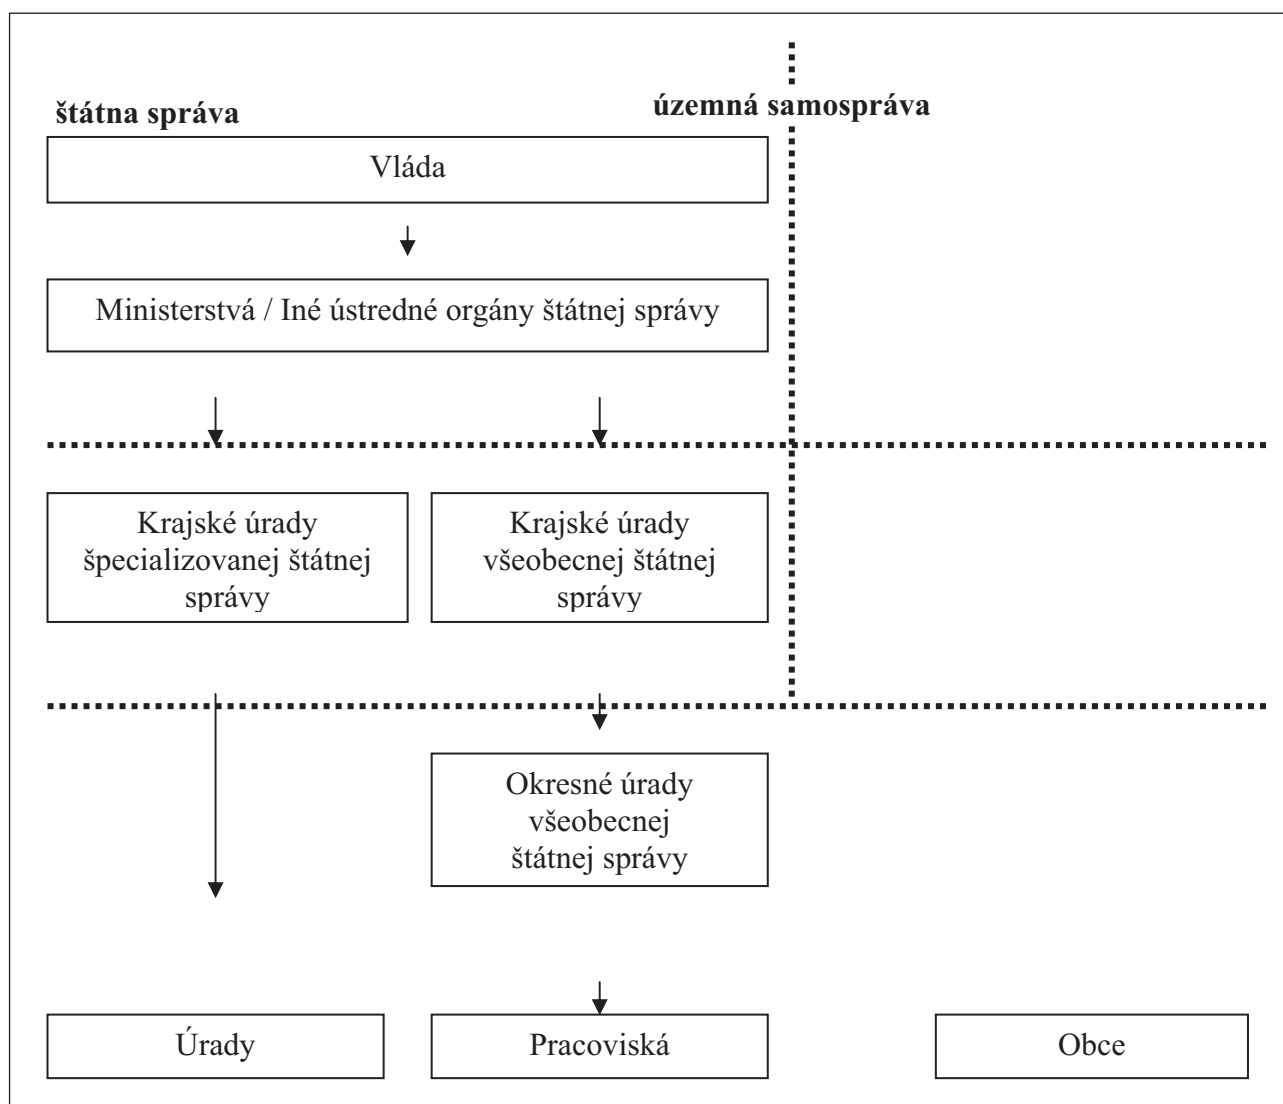 štátna správa
územná samospráva
Vláda
Ministerstvá / Iné ústredné orgány štátnej správy
Krajské úrady
špecializovanej štátnej
správy
Krajské úrady
všeobecnej štátnej
správy
Okresné úrady
všeobecnej
štátnej správy
Úrady
Pracoviská
Obce